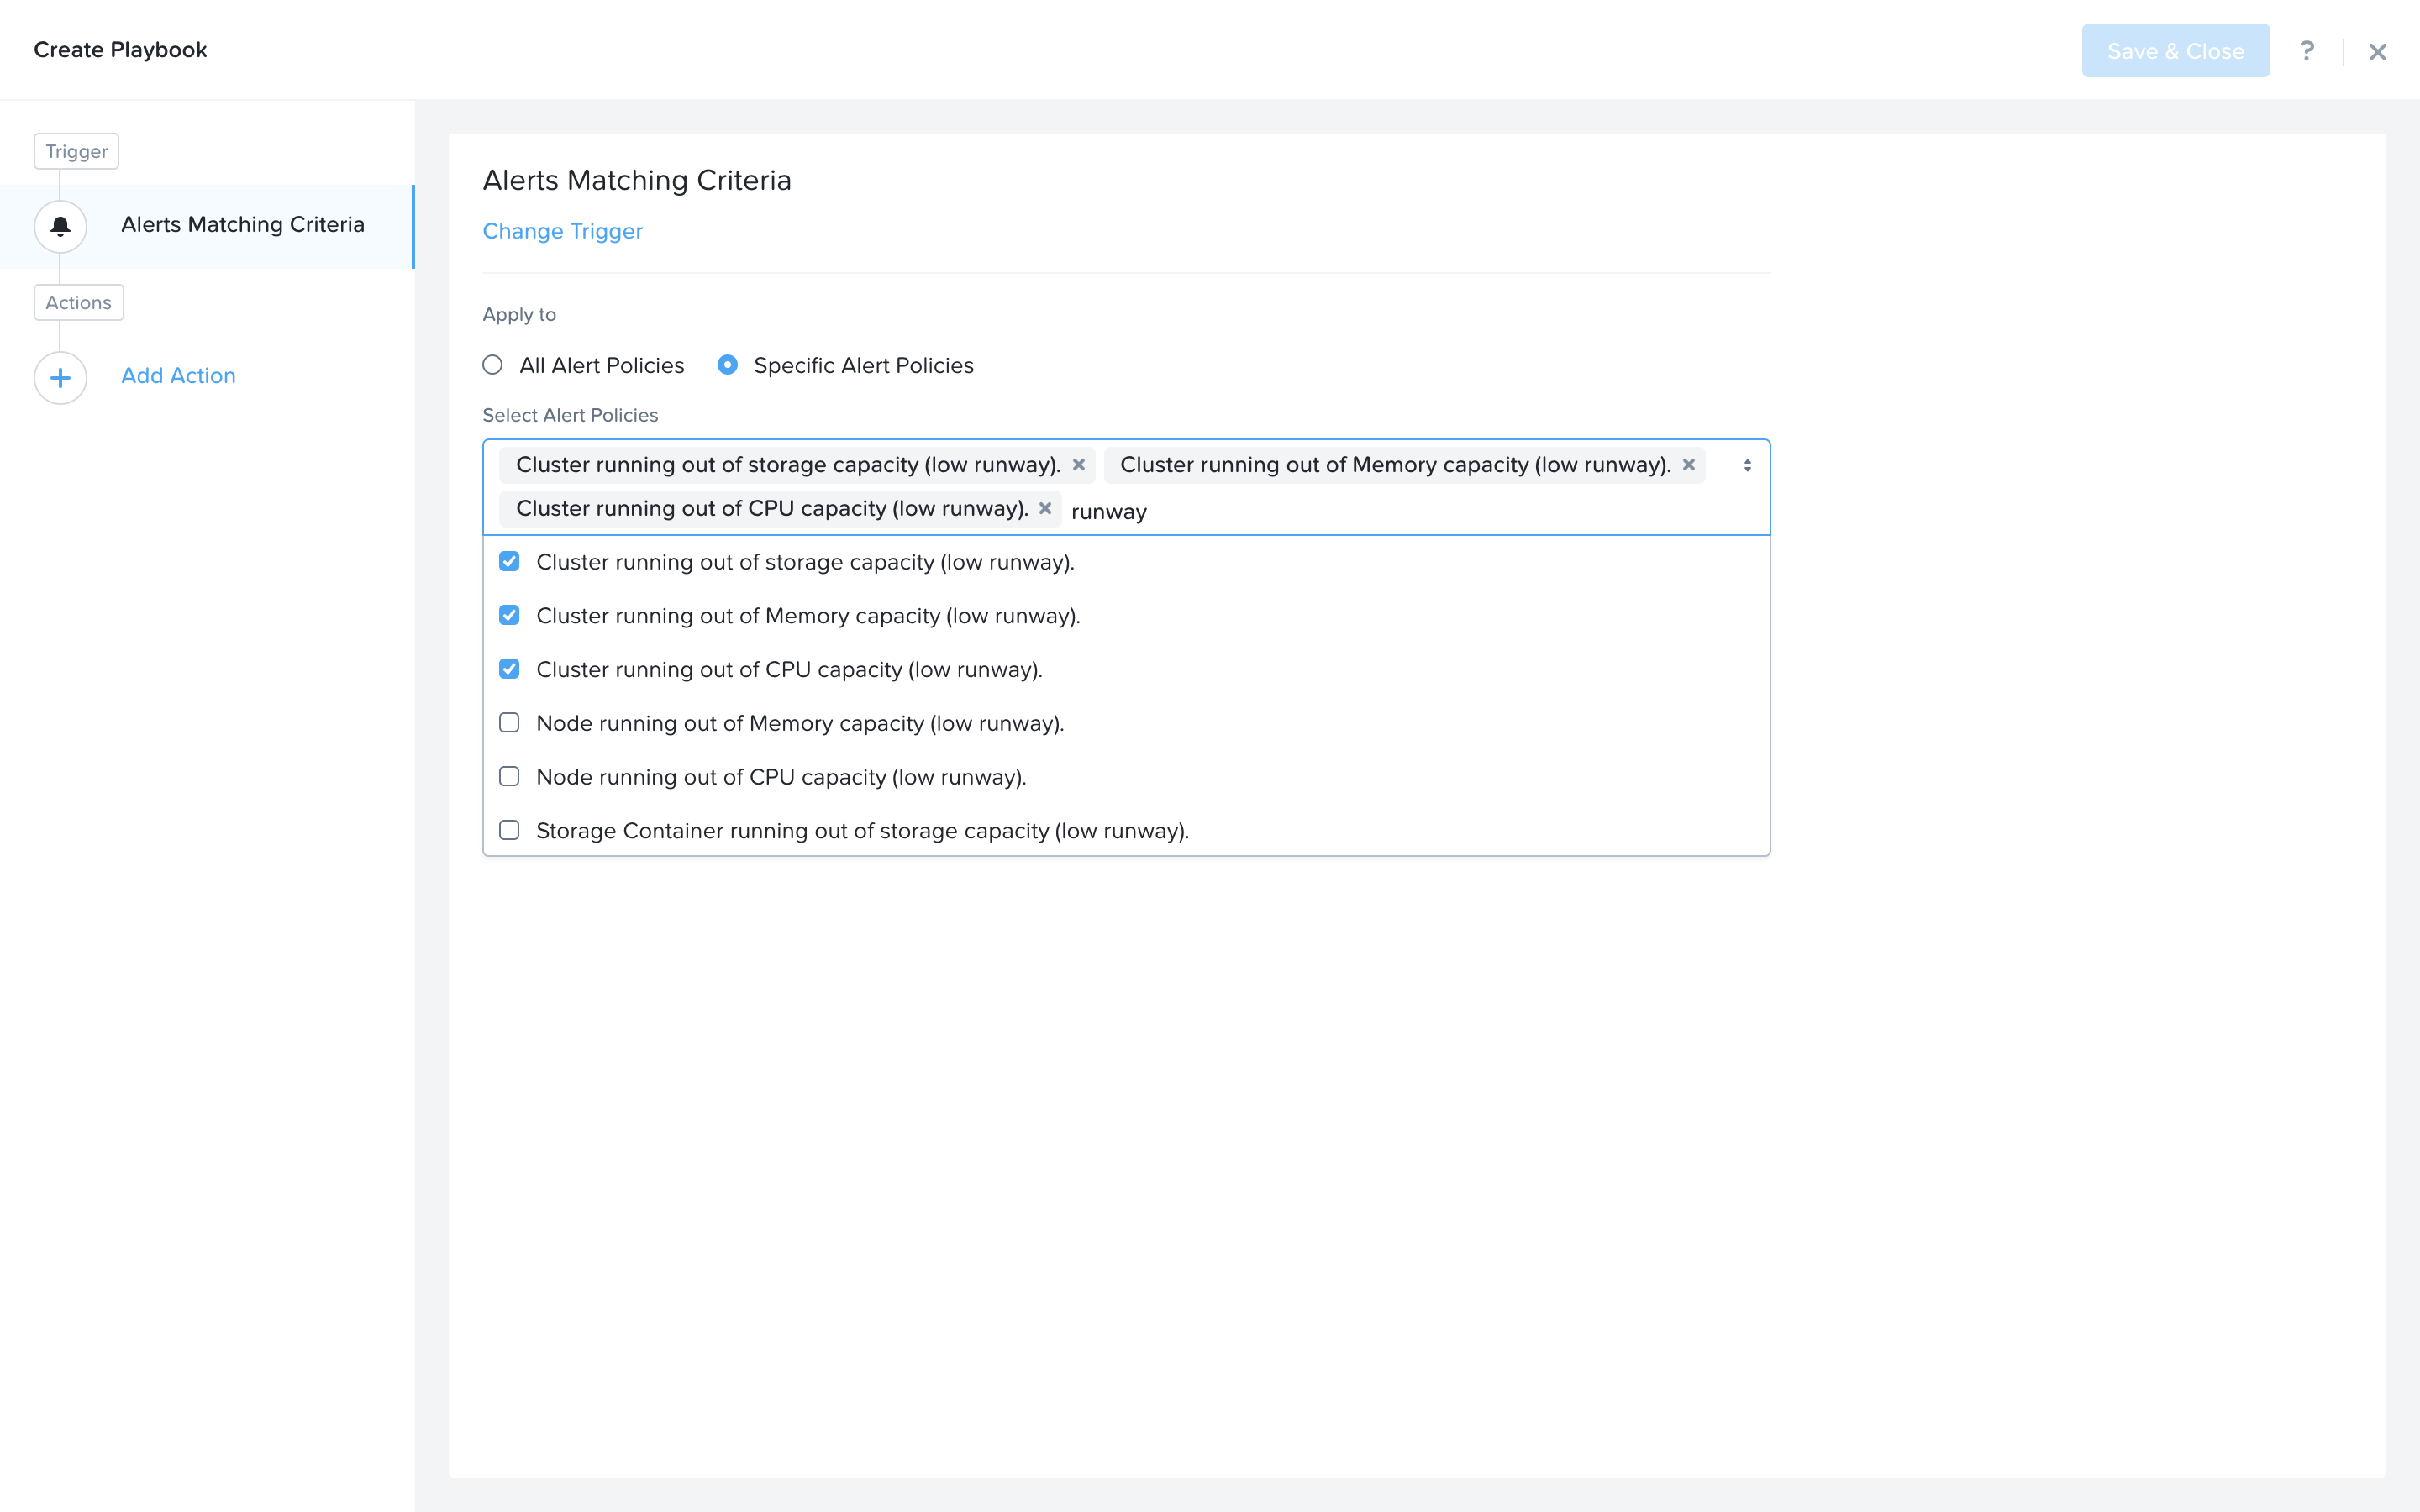 Create Playbook
Save & Close ?
Trigger
Alerts Matching Criteria
Actions
Add Action
Alerts Matching Criteria
Change Trigger
Apply to
All Alert Policies Specific Alert Policies
Select Alert Policies
Cluster running out of storage capacity (low runway). Cluster running out of Memory capacity (low runway).
Cluster running out of CPU capacity (low runway). runway
Cluster running out of storage capacity (low runway).
Cluster running out of Memory capacity (low runway).
Cluster running out of CPU capacity (low runway).
Node running out of Memory capacity (low runway).
Node running out of CPU capacity (low runway).
Storage Container running out of storage capacity (low runway).